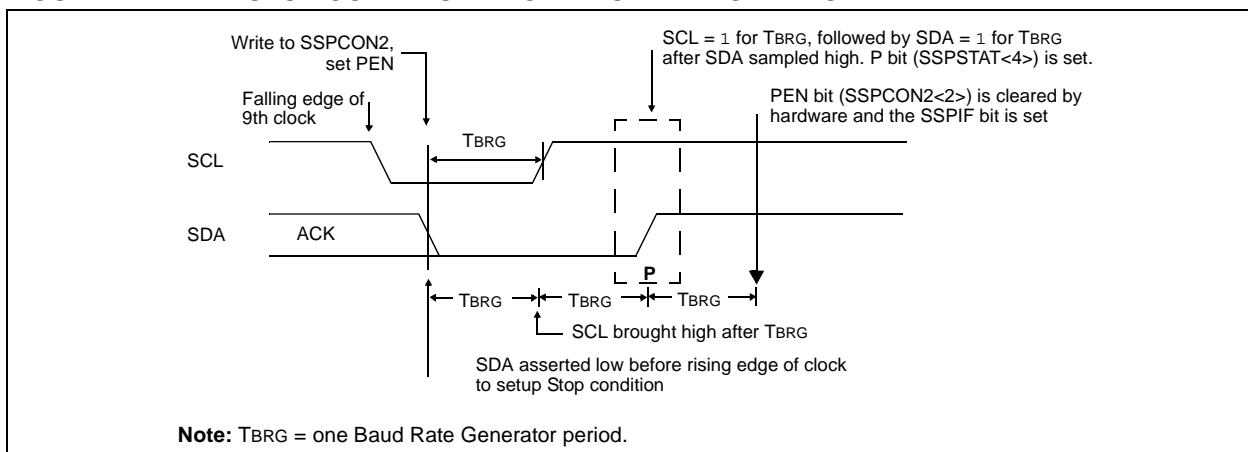 Write to SSPCON2,
set PEN
SCL = 1 for TBRG, followed by SDA = 1 for TBRG
after SDA sampled high. P bit (SSPSTAT<4>) is set.
Falling edge of
9th clock
PEN bit (SSPCON2<2>) is cleared by
hardware and the SSPIF bit is set
TBRG
SCL
SDA
ACK
P
TBRG
TBRG
TBRG
SCL brought high after TBRG
SDA asserted low before rising edge of clock
to setup Stop condition
Note: TBRG = one Baud Rate Generator period.